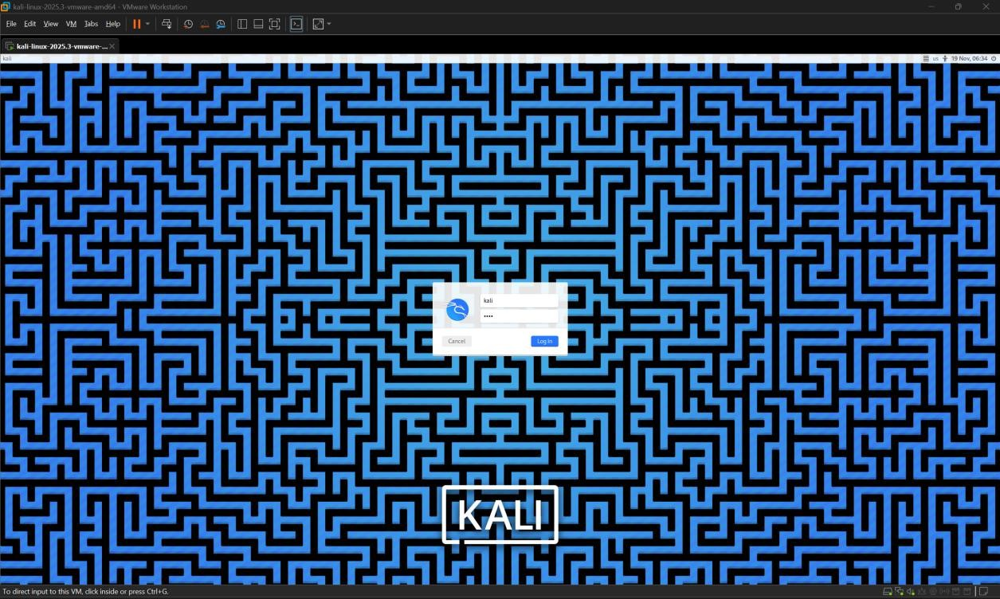 kali-linux-2025.3-vmware-amd64 - VMware Workstation
File Edit View VM Tabs Help
kali-linux-2025.3-vmware-...
kali us 19 Nov, 06:34
kali
••••
Cancel Log In
KALI
To direct input to this VM, click inside or press Ctrl+G.